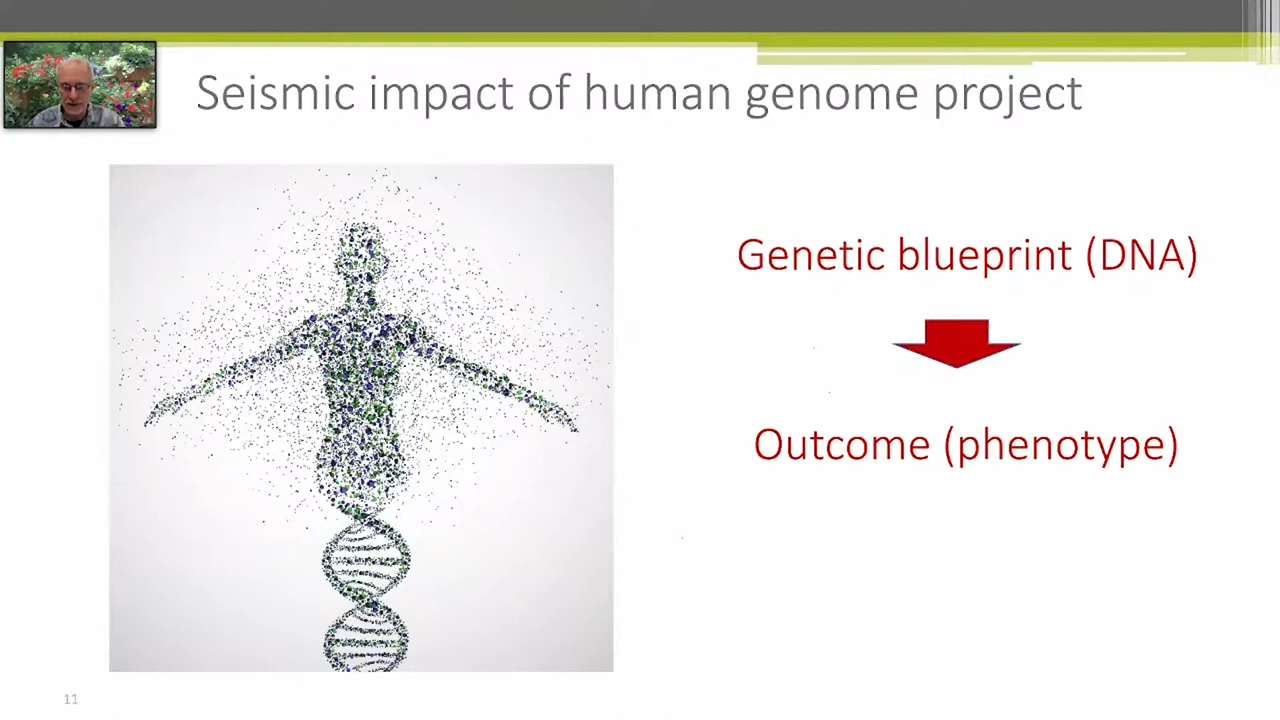 Seismic impact of human genome project
Genetic blueprint (DNA)
Outcome (phenotype)
11